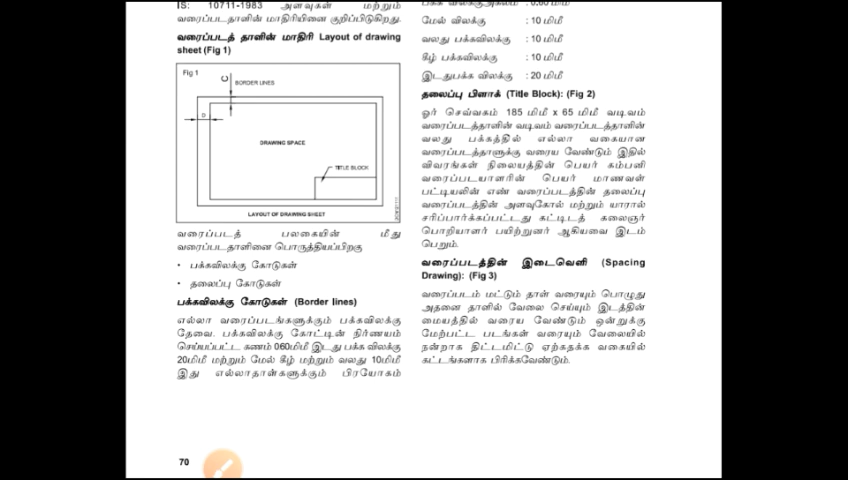 IS: 10711-1983 அளவுகள் மற்றும்
வரைப்படதாளின் மாதிரியினை குறிப்பிடுகிறது.
வரைப்படத் தாளின் மாதிரி Layout of drawing
sheet (Fig 1)
Fig 1
C
BORDER LINES
D
DRAWING SPACE
TITLE BLOCK
LAYOUT OF DRAWING SHEET
வரைப்படத் பலகையின் மீது
வரைப்படதாளினை பொருத்தியப்பிறகு
• பக்கவிலக்கு கோடுகள்
• தலைப்பு கோடுகள்
பக்கவிலக்கு கோடுகள் (Border lines)
எல்லா வரைப்படங்களுக்கும் பக்கவிலக்கு
தேவை. பக்கவிலக்கு கோட்டின் நிர்ணயம்
செய்யப்பட்ட கணம் 060மிமீ இடது பக்க விலக்கு
20மிமீ மற்றும் மேல் கீழ் மற்றும் வலது 10மிமீ
இது எல்லாதாள்களுக்கும் பிரயோகம்
70
பக்க விலக்குஅகலம் : 0.60 மிமீ
மேல் விலக்கு : 10 மிமீ
வலது பக்கவிலக்கு : 10 மிமீ
கீழ் பக்கவிலக்கு : 10 மிமீ
இடதுபக்க விலக்கு : 20 மிமீ
தலைப்பு பிளாக் (Title Block): (Fig 2)
ஓர் செவ்வகம் 185 மிமீ x 65 மிமீ வடிவம்
வரைப்படத்தாளின் வடிவம் வரைப்படத்தாளின்
வலது பக்கத்தில் எல்லா வகையான
வரைப்படத்தாளுக்கு வரைய வேண்டும் இதில்
விவரங்கள் நிலையத்தின் பெயர் கம்பனி
வரைப்படயாளரின் பெயர் மாணவள்
பட்டியலின் எண் வரைப்படத்தின் தலைப்பு
வரைப்படத்தின் அளவுகோல் மற்றும் யாரால்
சரிப்பார்க்கப்பட்டது கட்டிடத் கலைஞர்
பொறியாளர் பயிற்றுனர் ஆகியவை இடம்
பெறும்.
வரைப்படத்தின் இடைவெளி (Spacing
Drawing): (Fig 3)
வரைப்படம் மட்டும் தாள் வரையும் பொழுது
அதனை தாளில் வேலை செய்யும் இடத்தின்
மையத்தில் வரைய வேண்டும் ஒன்றுக்கு
மேற்பட்ட படங்கள் வரையும் வேலையில்
நன்றாக திட்டமிட்டு ஏற்கதக்க வகையில்
கட்டங்களாக பிரிக்கவேண்டும்.